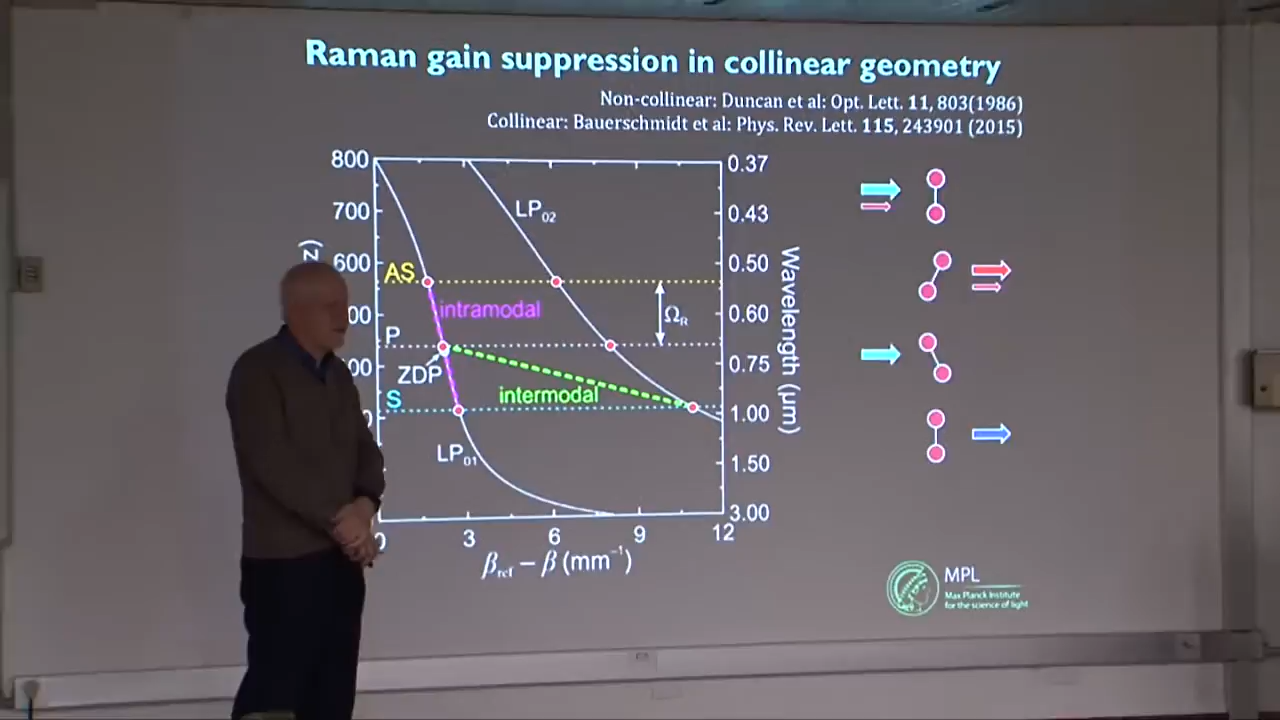 Raman gain suppression in collinear geometry
Non-collinear: Duncan et al: Opt. Lett. 11, 803(1986)
Collinear: Bauerschmidt et al: Phys. Rev. Lett. 115, 243901 (2015)
800
700
600
0.37
0.43
0.50
0.60
0.75
1.00
1.50
3.00
Wavelength (μm)
LP₀₂
AS
intramodal
Ω_R
P
ZDP
intermodal
S
LP₀₁
3
6
9
12
β_ref − β (mm⁻¹)
MPL
Max Planck Institute
for the science of light